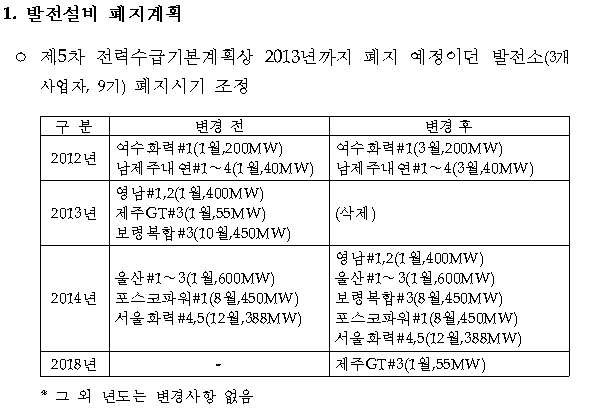 1. 발전설비 폐지계획
○ 제5차 전력수급기본계획상 2013년까지 폐지 예정이던 발전소(3개
사업자, 9기) 폐지시기 조정
구 분 변경 전 변경 후
2012년
여수화력#1(1월,200MW)
남제주내연#1~4(1월,40MW)
여수화력#1(3월,200MW)
남제주내연#1~4(3월,40MW)
2013년
영남#1,2(1월,400MW)
제주GT#3(1월,55MW)
보령복합#3(10월,450MW)
(삭제)
2014년
울산#1~3(1월,600MW)
포스코파워#1(8월,450MW)
서울화력#4,5(12월,388MW)
영남#1,2(1월,400MW)
울산#1~3(1월,600MW)
보령복합#3(8월,450MW)
포스코파워#1(8월,450MW)
서울화력#4,5(12월,388MW)
2018년 - 제주GT#3(1월,55MW)
* 그 외 년도는 변경사항 없음